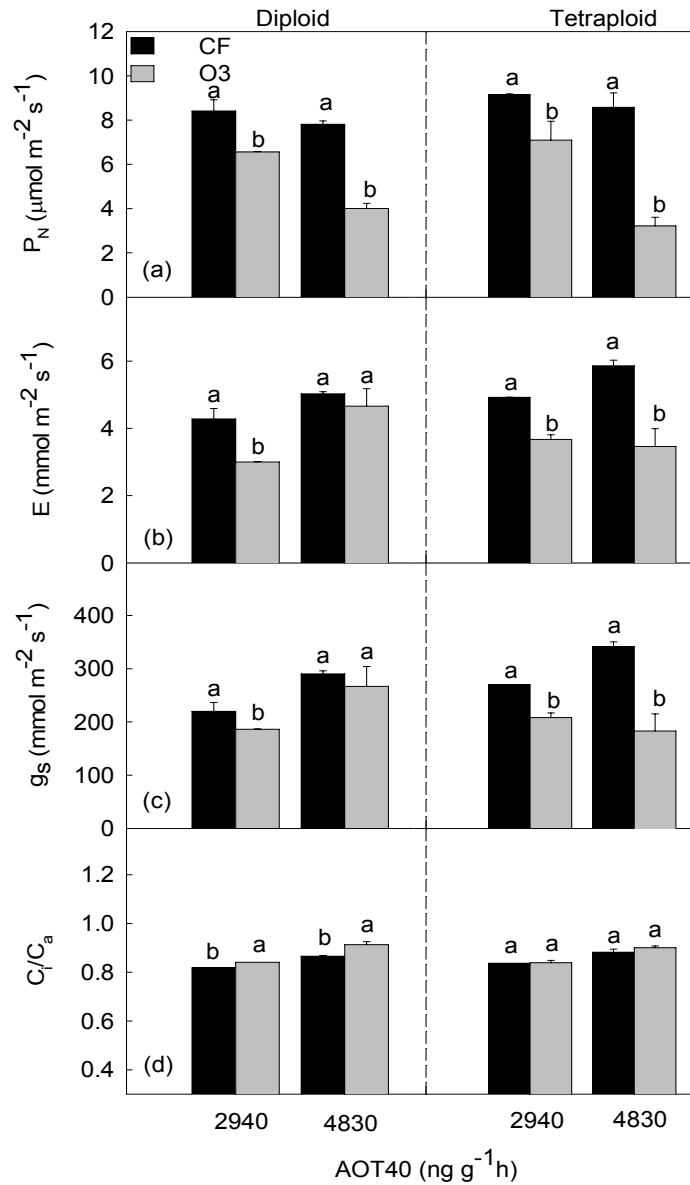 Diploid Tetraploid
CF
O3
12
10
8
6
4
2
0
P_N (μmol m⁻² s⁻¹)
a b a b a b a b
(a)
6
4
2
0
E (mmol m⁻² s⁻¹)
a b a a a b a b
(b)
400
300
200
100
0
g_S (mmol m⁻² s⁻¹)
a b a a a b a b
(c)
1.2
1.0
0.8
0.6
0.4
C_i/C_a
b a b a a a a a
(d)
2940 4830 2940 4830
AOT40 (ng g⁻¹h)